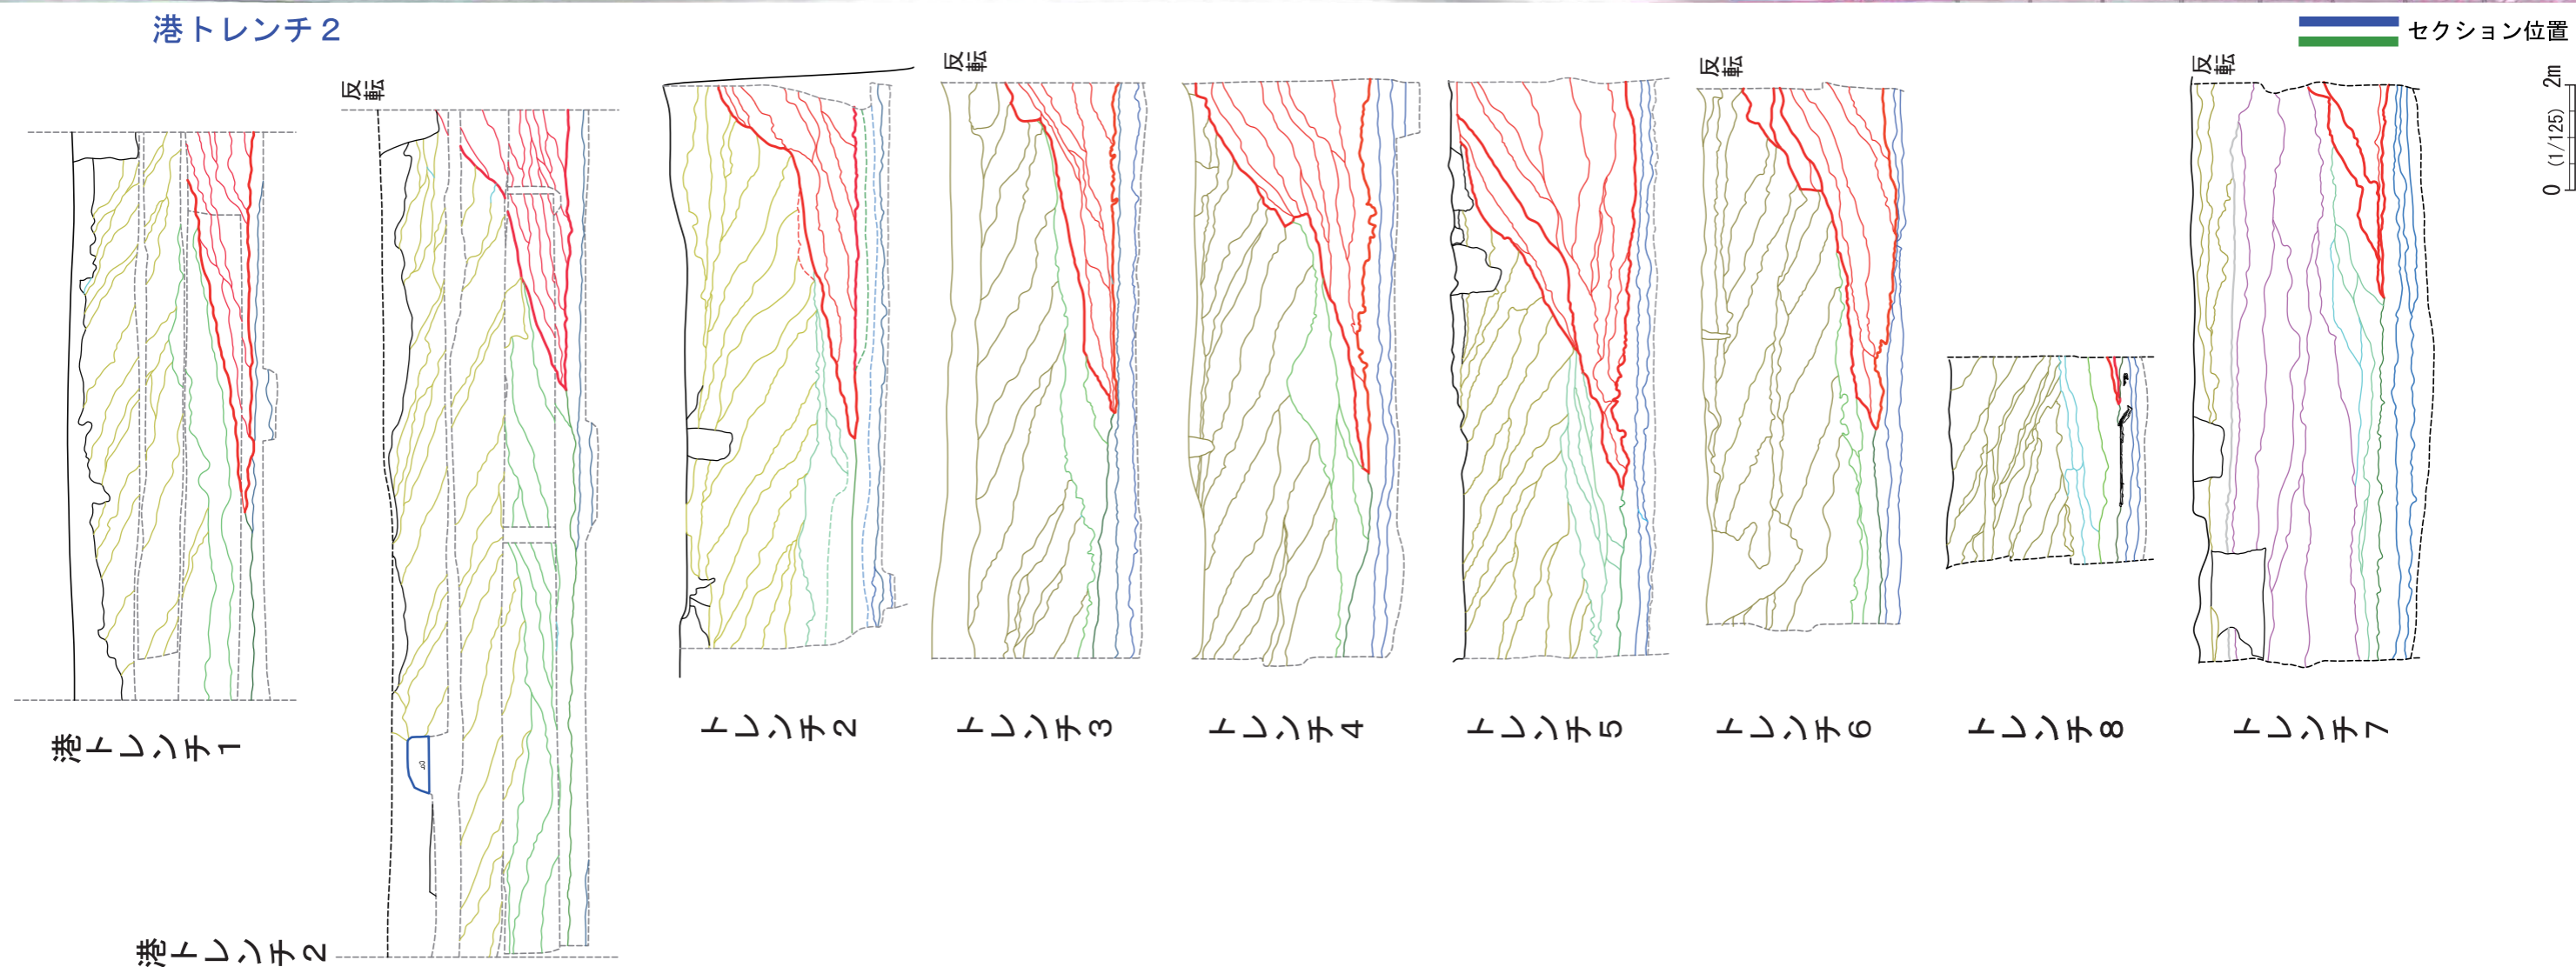 港トレンチ２
セクション位置
反転
反転
反転
反転
0 (1/125) 2m
港トレンチ1
港トレンチ2
トレンチ2
トレンチ3
トレンチ4
トレンチ5
トレンチ6
トレンチ8
トレンチ7